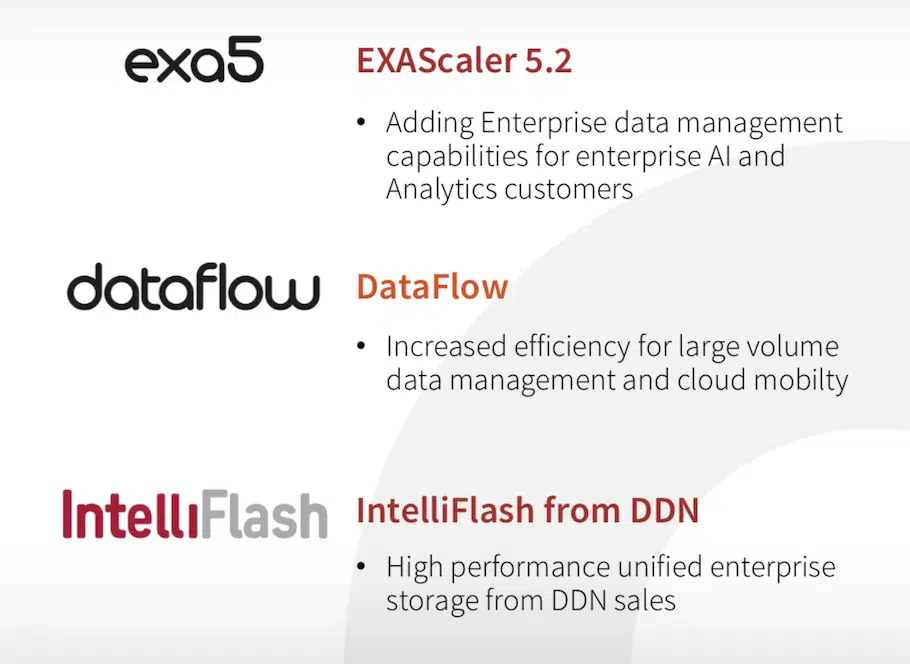 exa5
EXAScaler 5.2
• Adding Enterprise data management
capabilities for enterprise AI and
Analytics customers
dataflow
DataFlow
• Increased efficiency for large volume
data management and cloud mobilty
IntelliFlash
IntelliFlash from DDN
• High performance unified enterprise
storage from DDN sales